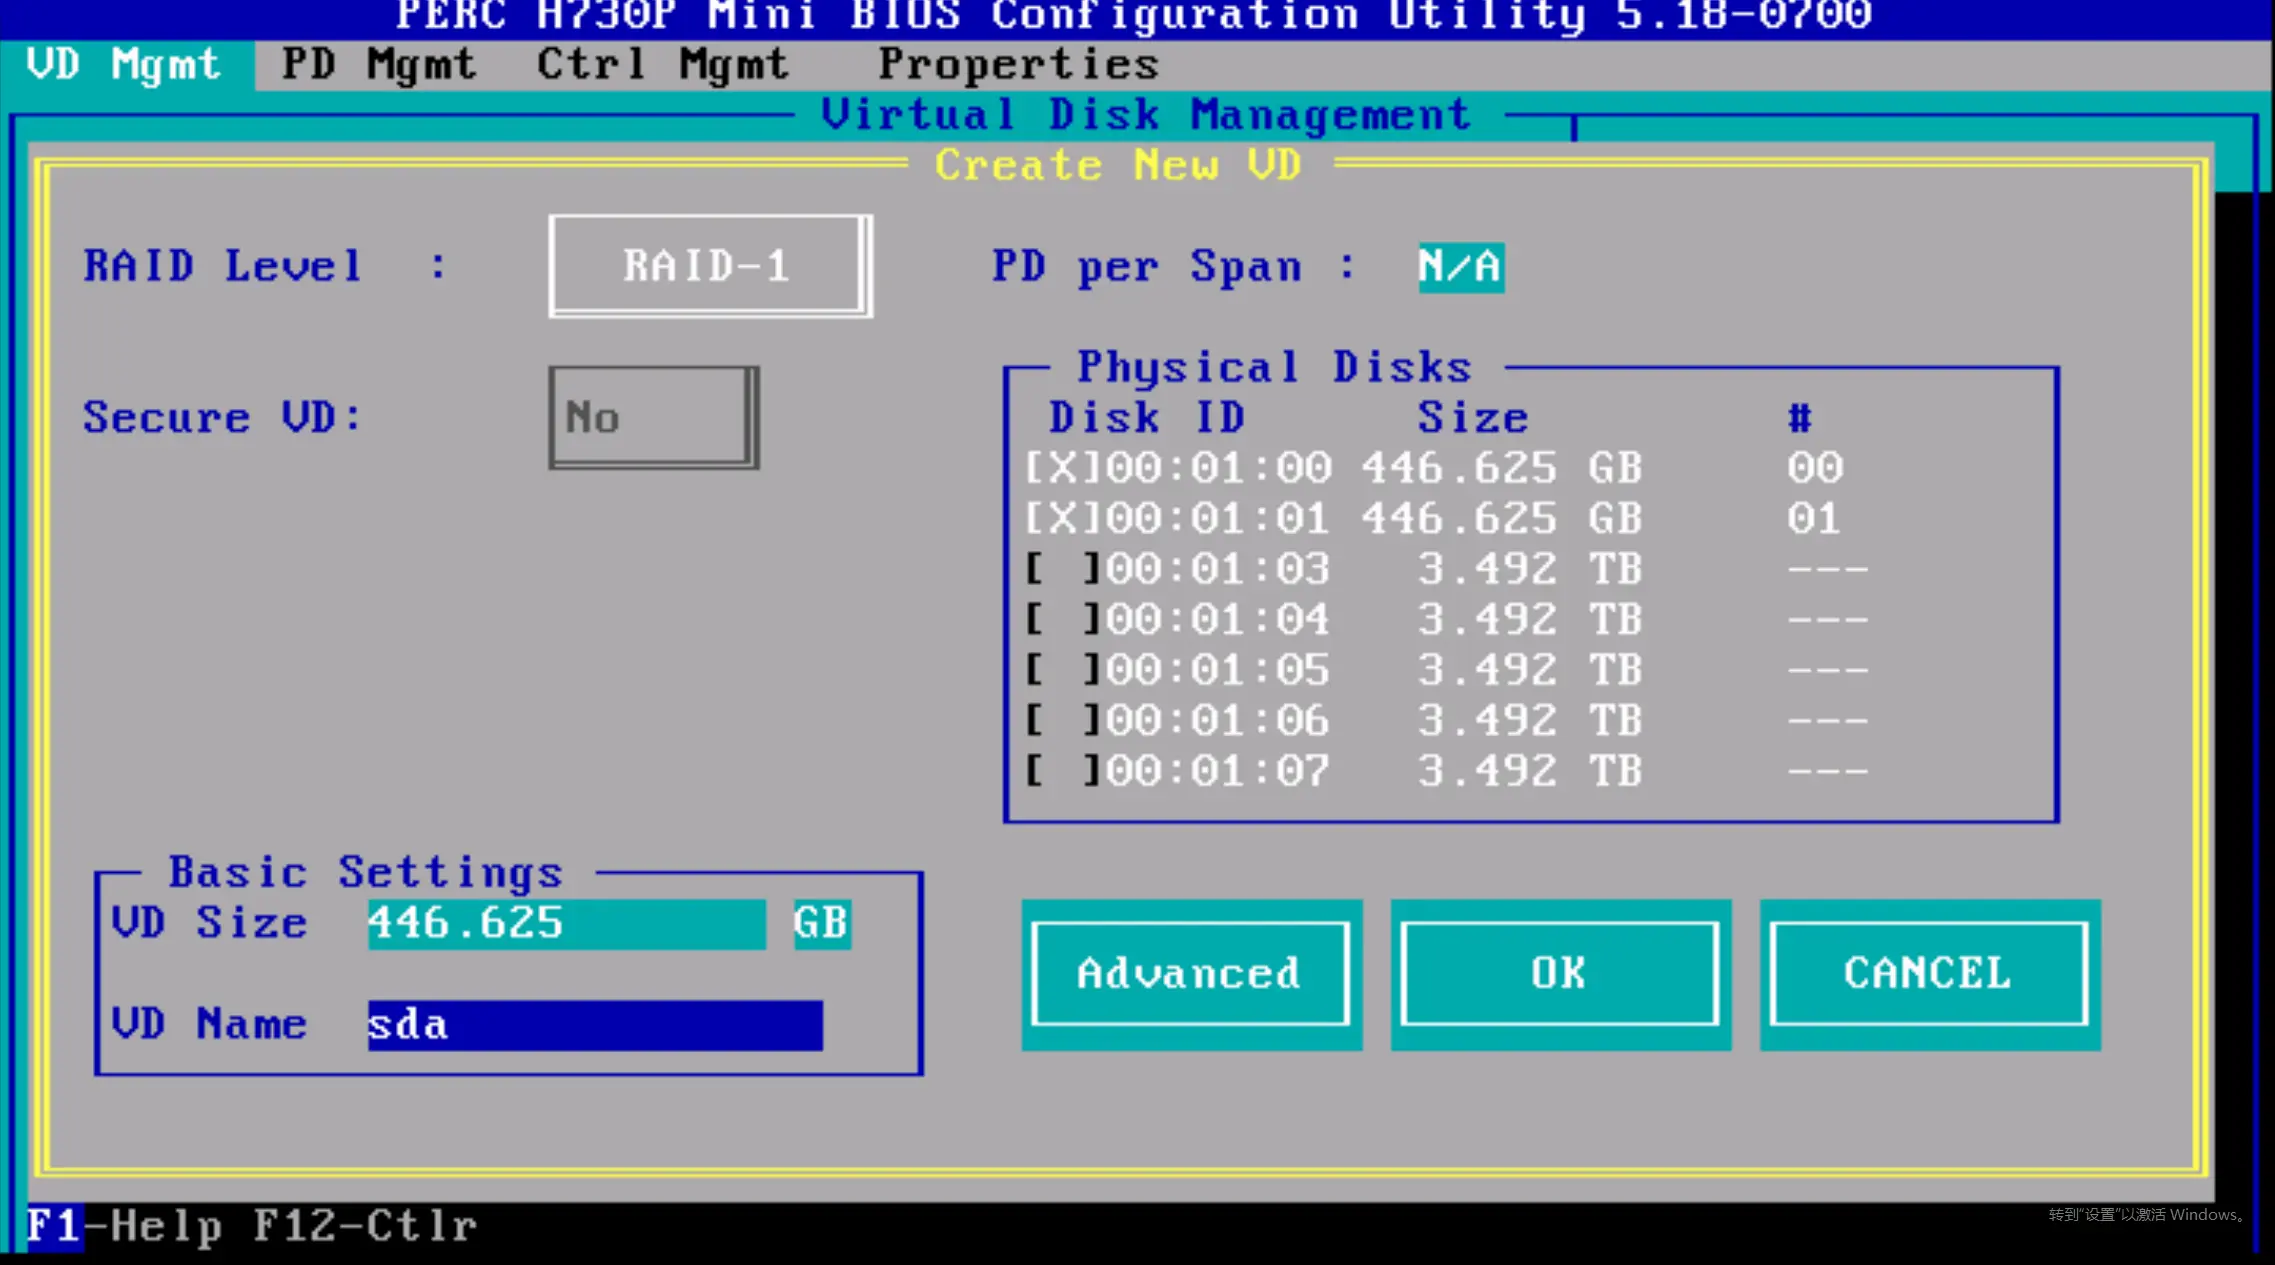 PERC H730P Mini BIOS Configuration Utility 5.18-0700
VD Mgmt PD Mgmt Ctrl Mgmt Properties
Virtual Disk Management
Create New VD
RAID Level : RAID-1 PD per Span : N/A
Secure VD: No
Physical Disks
Disk ID Size #
[X]00:01:00 446.625 GB 00
[X]00:01:01 446.625 GB 01
[ ]00:01:03 3.492 TB ---
[ ]00:01:04 3.492 TB ---
[ ]00:01:05 3.492 TB ---
[ ]00:01:06 3.492 TB ---
[ ]00:01:07 3.492 TB ---
Basic Settings
VD Size 446.625 GB
VD Name sda
Advanced OK CANCEL
F1-Help F12-Ctlr
转到“设置”以激活 Windows。